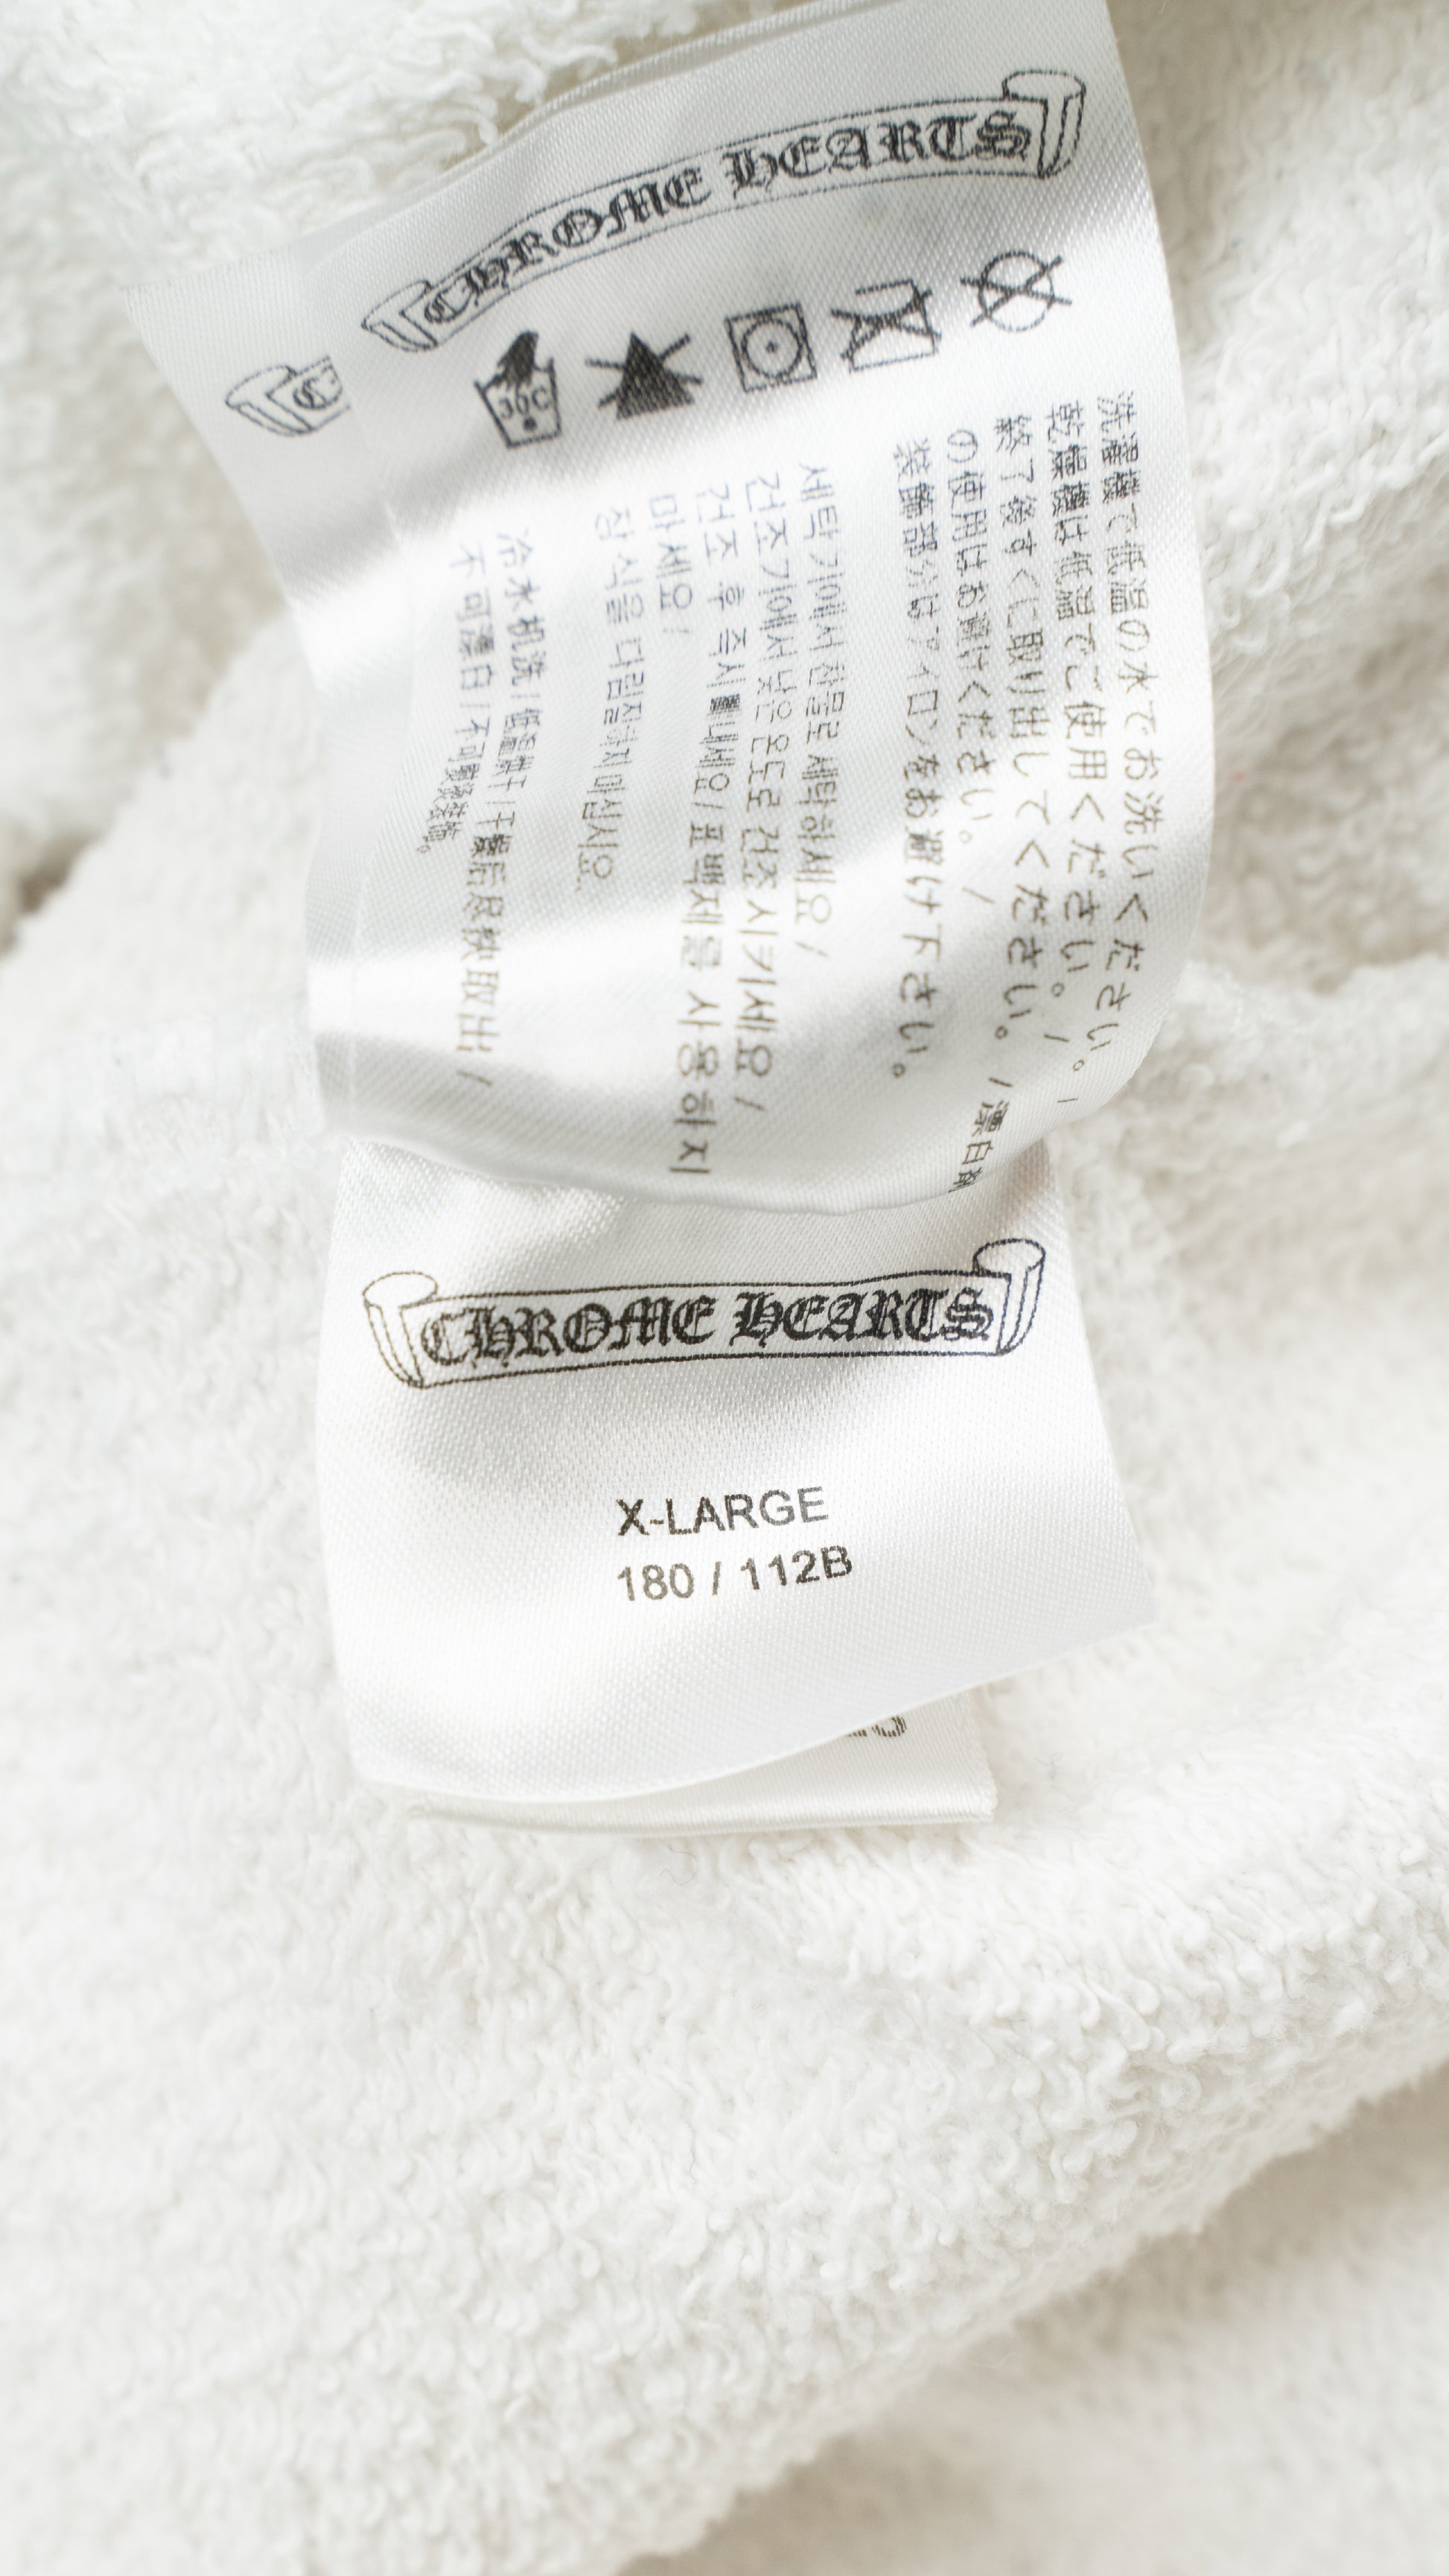 CHROME HEARTS
C
30C
洗濯機で低温の水でお洗いください。/
乾燥機は低温でご使用ください。/
終了後すぐに取り出してください。/漂白剤
の使用はお避けください。/
装飾部分はアイロンをお避け下さい。
세탁기에서 찬물로 세탁하세요 /
건조기에서 낮은 온도로 건조시키세요 /
건조 후 즉시 빼내세요 / 표백제를 사용하지
마세요 /
장식을 다림질하지 마십시요.
冷水机洗 / 低温烘干 / 干燥后尽快取出 /
不可漂白 / 不可熨烫装饰。
CHROME HEARTS
X-LARGE
180 / 112B